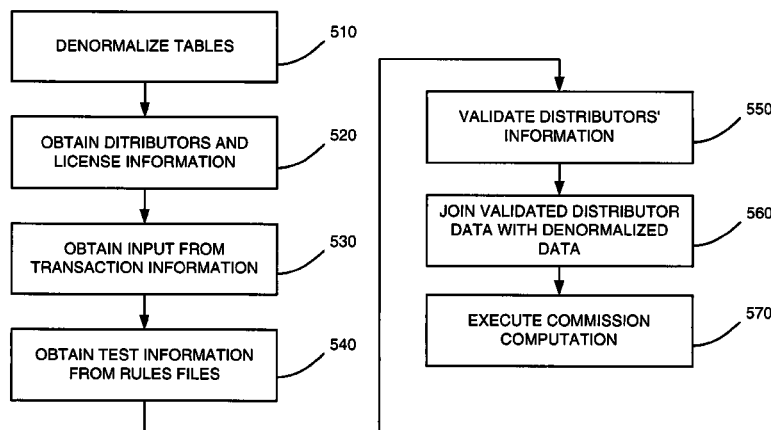 DENORMALIZE TABLES
510
OBTAIN DITRIBUTORS AND
LICENSE INFORMATION
520
OBTAIN INPUT FROM
TRANSACTION INFORMATION
530
OBTAIN TEST INFORMATION
FROM RULES FILES
540
VALIDATE DISTRIBUTORS'
INFORMATION
550
JOIN VALIDATED DISTRIBUTOR
DATA WITH DENORMALIZED
DATA
560
EXECUTE COMMISSION
COMPUTATION
570